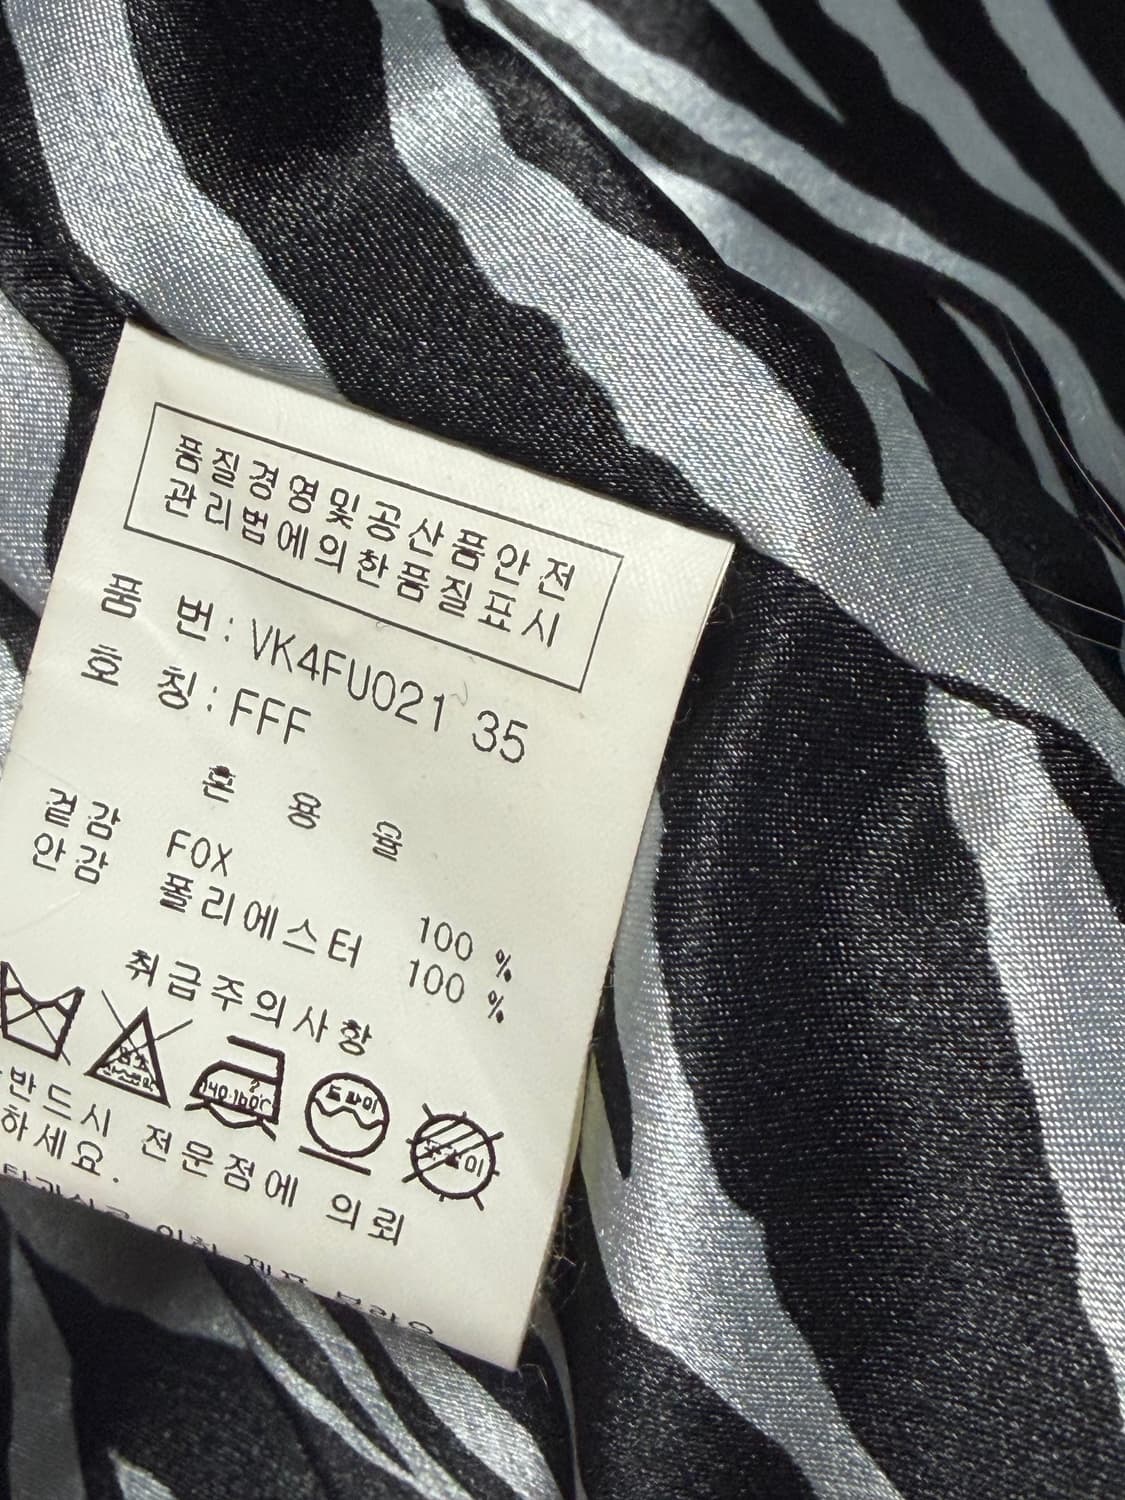 품질경영및공산품안전
관리법에의한품질표시
품 번 : VK4FU021 35
호 칭 : FFF
혼 용 율
겉감 FOX 100 %
안감 폴리에스터 100 %
취급주의사항
140-160℃
드라이
반드시 전문점에 의뢰
하세요.